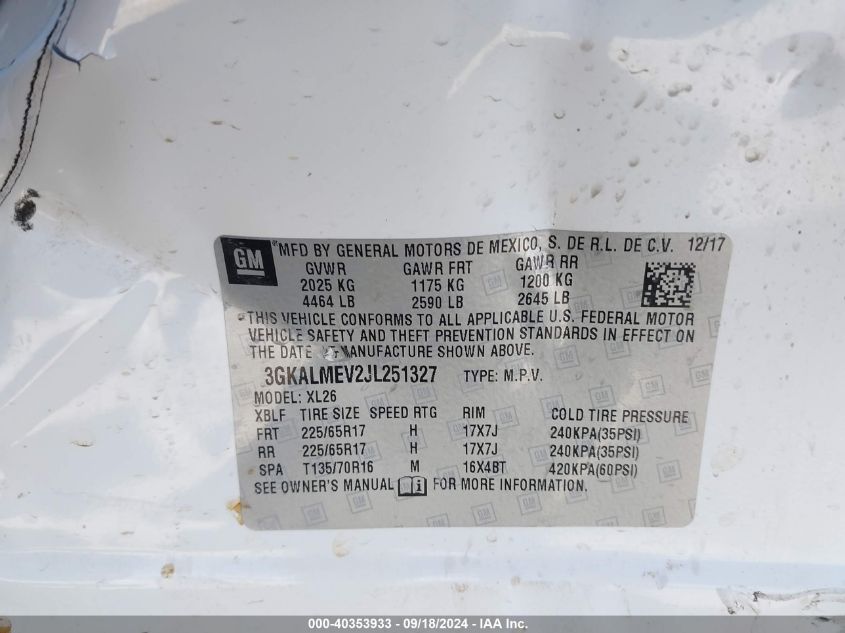 GM
*MFD BY GENERAL MOTORS DE MEXICO, S. DE R.L. DE C.V. 12/17
GVWR GAWR FRT GAWR RR
2025 KG 1175 KG 1200 KG
4464 LB 2590 LB 2645 LB
*THIS VEHICLE CONFORMS TO ALL APPLICABLE U.S. FEDERAL MOTOR
VEHICLE SAFETY AND THEFT PREVENTION STANDARDS IN EFFECT ON
THE DATE MANUFACTURE SHOWN ABOVE.
3GKALMEV2JL251327 TYPE: M.P.V.
MODEL: XL26
XBLF TIRE SIZE SPEED RTG RIM COLD TIRE PRESSURE
FRT 225/65R17 H 17X7J 240KPA(35PSI)
RR 225/65R17 H 17X7J 240KPA(35PSI)
SPA T135/70R16 M 16X4BT 420KPA(60PSI)
SEE OWNER'S MANUAL FOR MORE INFORMATION.
000-40353933 - 09/18/2024 - IAA Inc.